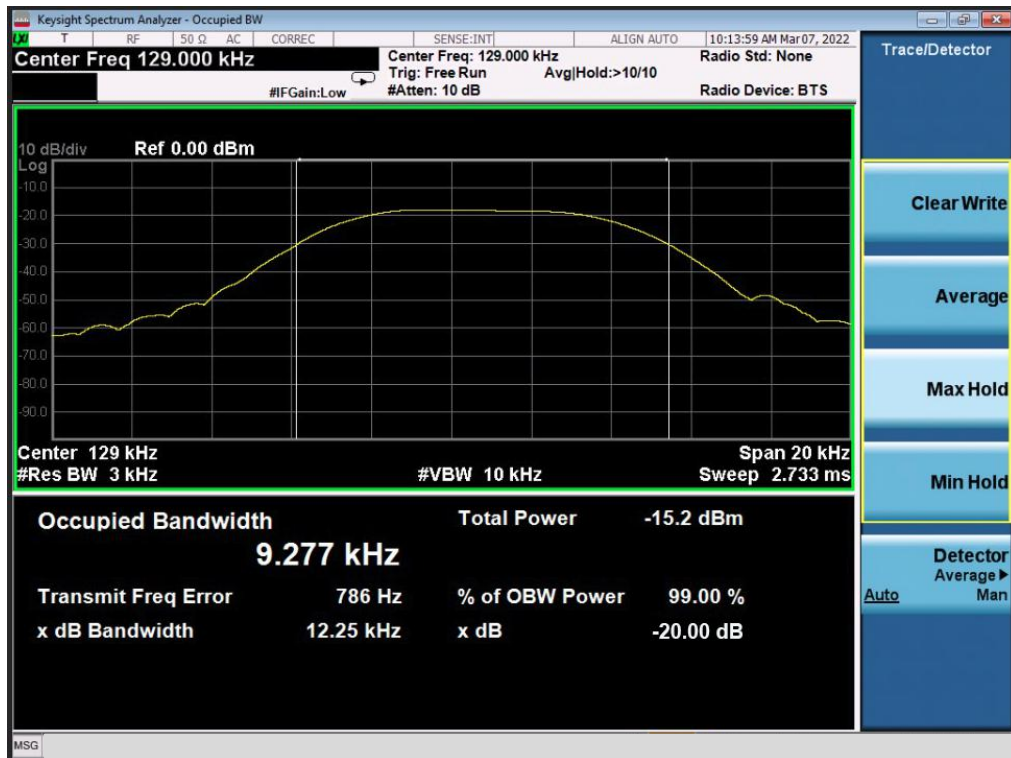 Keysight Spectrum Analyzer - Occupied BW
LXI T RF 50 Ω AC CORREC SENSE:INT ALIGN AUTO 10:13:59 AM Mar 07, 2022
Center Freq 129.000 kHz
Center Freq: 129.000 kHz Radio Std: None
Trig: Free Run Avg|Hold:>10/10
#IFGain:Low #Atten: 10 dB Radio Device: BTS
10 dB/div Ref 0.00 dBm
Log
-10.0
-20.0
-30.0
-40.0
-50.0
-60.0
-70.0
-80.0
-90.0
Center 129 kHz Span 20 kHz
#Res BW 3 kHz #VBW 10 kHz Sweep 2.733 ms
Occupied Bandwidth Total Power -15.2 dBm
9.277 kHz
Transmit Freq Error 786 Hz % of OBW Power 99.00 %
x dB Bandwidth 12.25 kHz x dB -20.00 dB
MSG
Trace/Detector
Clear Write
Average
Max Hold
Min Hold
Detector
Average▶
Auto Man